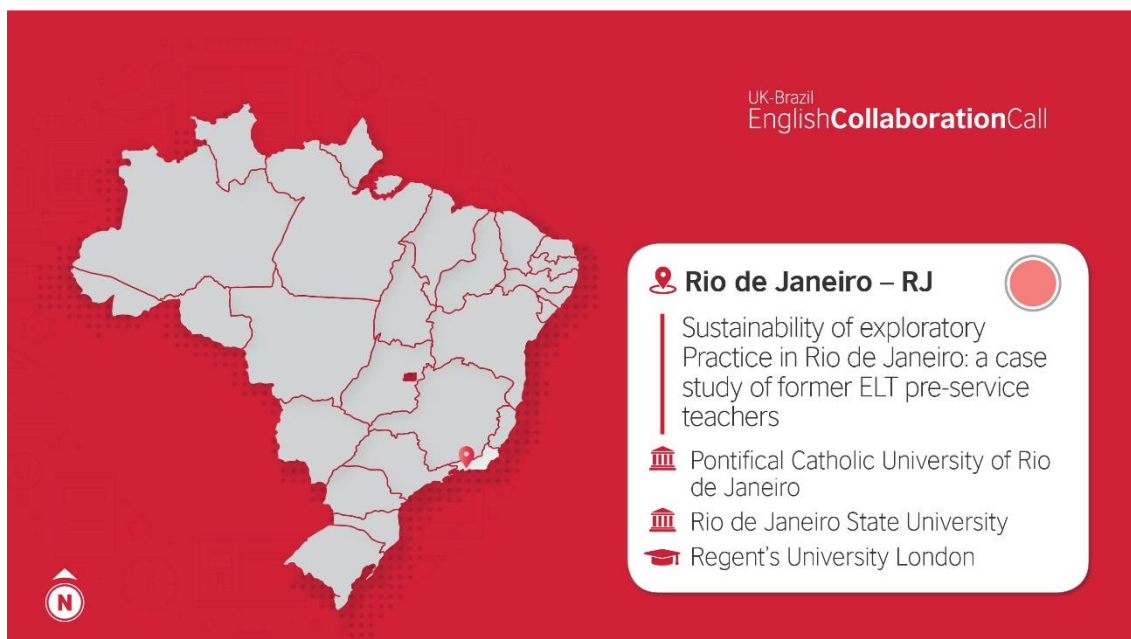 UK-Brazil
EnglishCollaborationCall
Rio de Janeiro – RJ
Sustainability of exploratory
Practice in Rio de Janeiro: a case
study of former ELT pre-service
teachers
Pontifical Catholic University of Rio
de Janeiro
Rio de Janeiro State University
Regent's University London
N